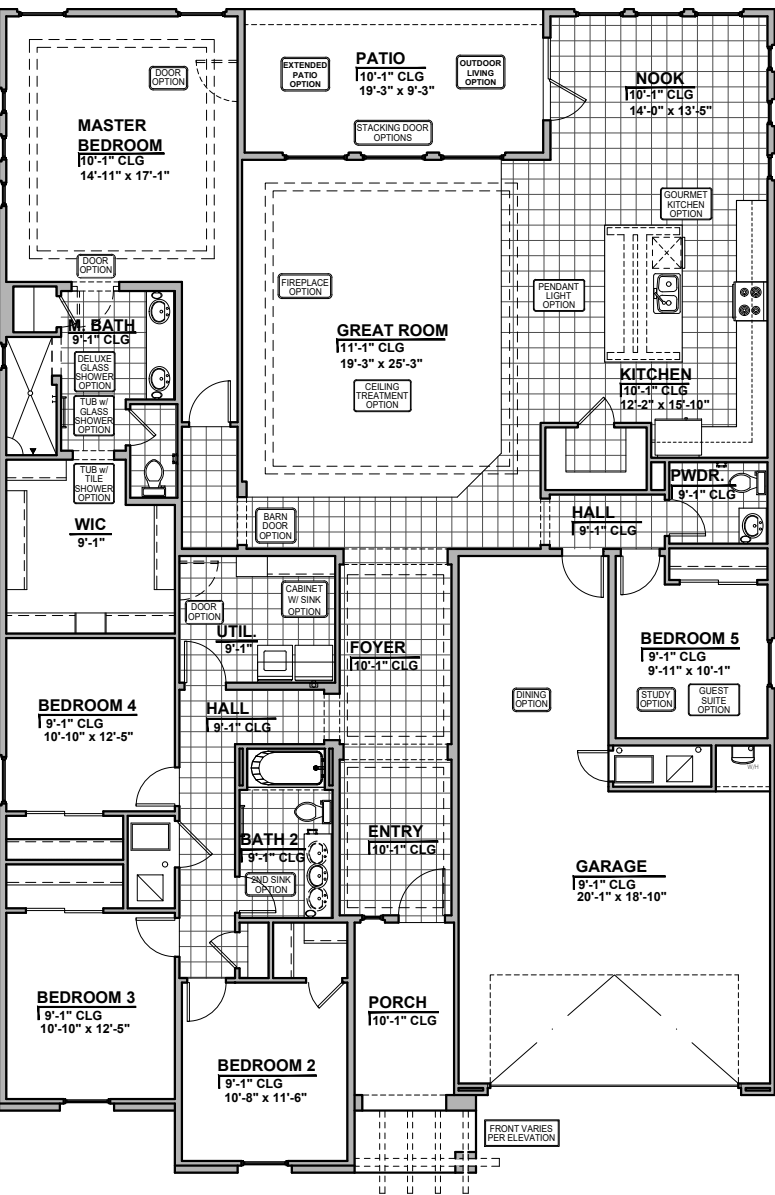 EXTENDED
PATIO
OPTION
PATIO
10'-1" CLG
19'-3" x 9'-3"
OUTDOOR
LIVING
OPTION
STACKING DOOR
OPTIONS
DOOR
OPTION
MASTER
BEDROOM
10'-1" CLG
14'-11" x 17'-1"
DOOR
OPTION
NOOK
10'-1" CLG
14'-0" x 13'-5"
GOURMET
KITCHEN
OPTION
FIREPLACE
OPTION
PENDANT
LIGHT
OPTION
GREAT ROOM
11'-1" CLG
19'-3" x 25'-3"
CEILING
TREATMENT
OPTION
KITCHEN
10'-1" CLG
12'-2" x 15'-10"
M. BATH
9'-1" CLG
DELUXE
GLASS
SHOWER
OPTION
TUB w/
GLASS
SHOWER
OPTION
TUB w/
TILE
SHOWER
OPTION
WIC
9'-1"
BARN
DOOR
OPTION
HALL
9'-1" CLG
PWDR.
9'-1" CLG
DOOR
OPTION
CABINET
W/ SINK
OPTION
UTIL.
9'-1"
FOYER
10'-1" CLG
BEDROOM 5
9'-1" CLG
9'-11" x 10'-1"
STUDY
OPTION
GUEST
SUITE
OPTION
DINING
OPTION
BEDROOM 4
9'-1" CLG
10'-10" x 12'-5"
HALL
9'-1" CLG
W/H
BATH 2
9'-1" CLG
2ND SINK
OPTION
ENTRY
10'-1" CLG
GARAGE
9'-1" CLG
20'-1" x 18'-10"
BEDROOM 3
9'-1" CLG
10'-10" x 12'-5"
PORCH
10'-1" CLG
BEDROOM 2
9'-1" CLG
10'-8" x 11'-6"
FRONT VARIES
PER ELEVATION